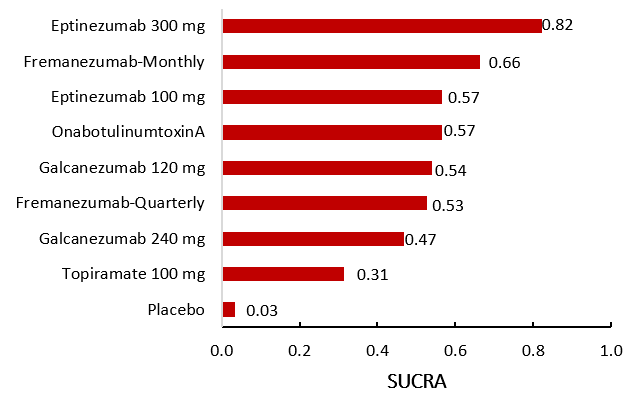 Eptinezumab 300 mg 0.82
Fremanezumab-Monthly 0.66
Eptinezumab 100 mg 0.57
OnabotulinumtoxinA 0.57
Galcanezumab 120 mg 0.54
Fremanezumab-Quarterly 0.53
Galcanezumab 240 mg 0.47
Topiramate 100 mg 0.31
Placebo 0.03
0.0 0.2 0.4 0.6 0.8 1.0
SUCRA